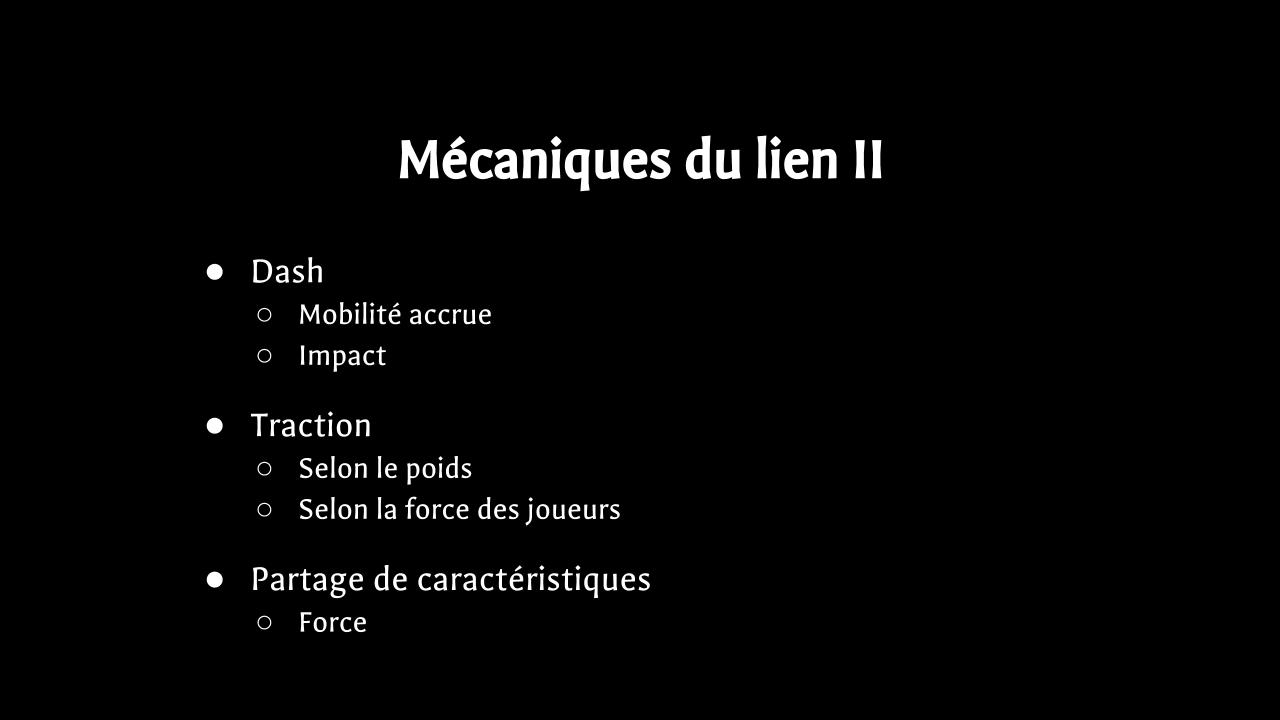 Mécaniques du lien II
● Dash
○ Mobilité accrue
○ Impact
● Traction
○ Selon le poids
○ Selon la force des joueurs
● Partage de caractéristiques
○ Force